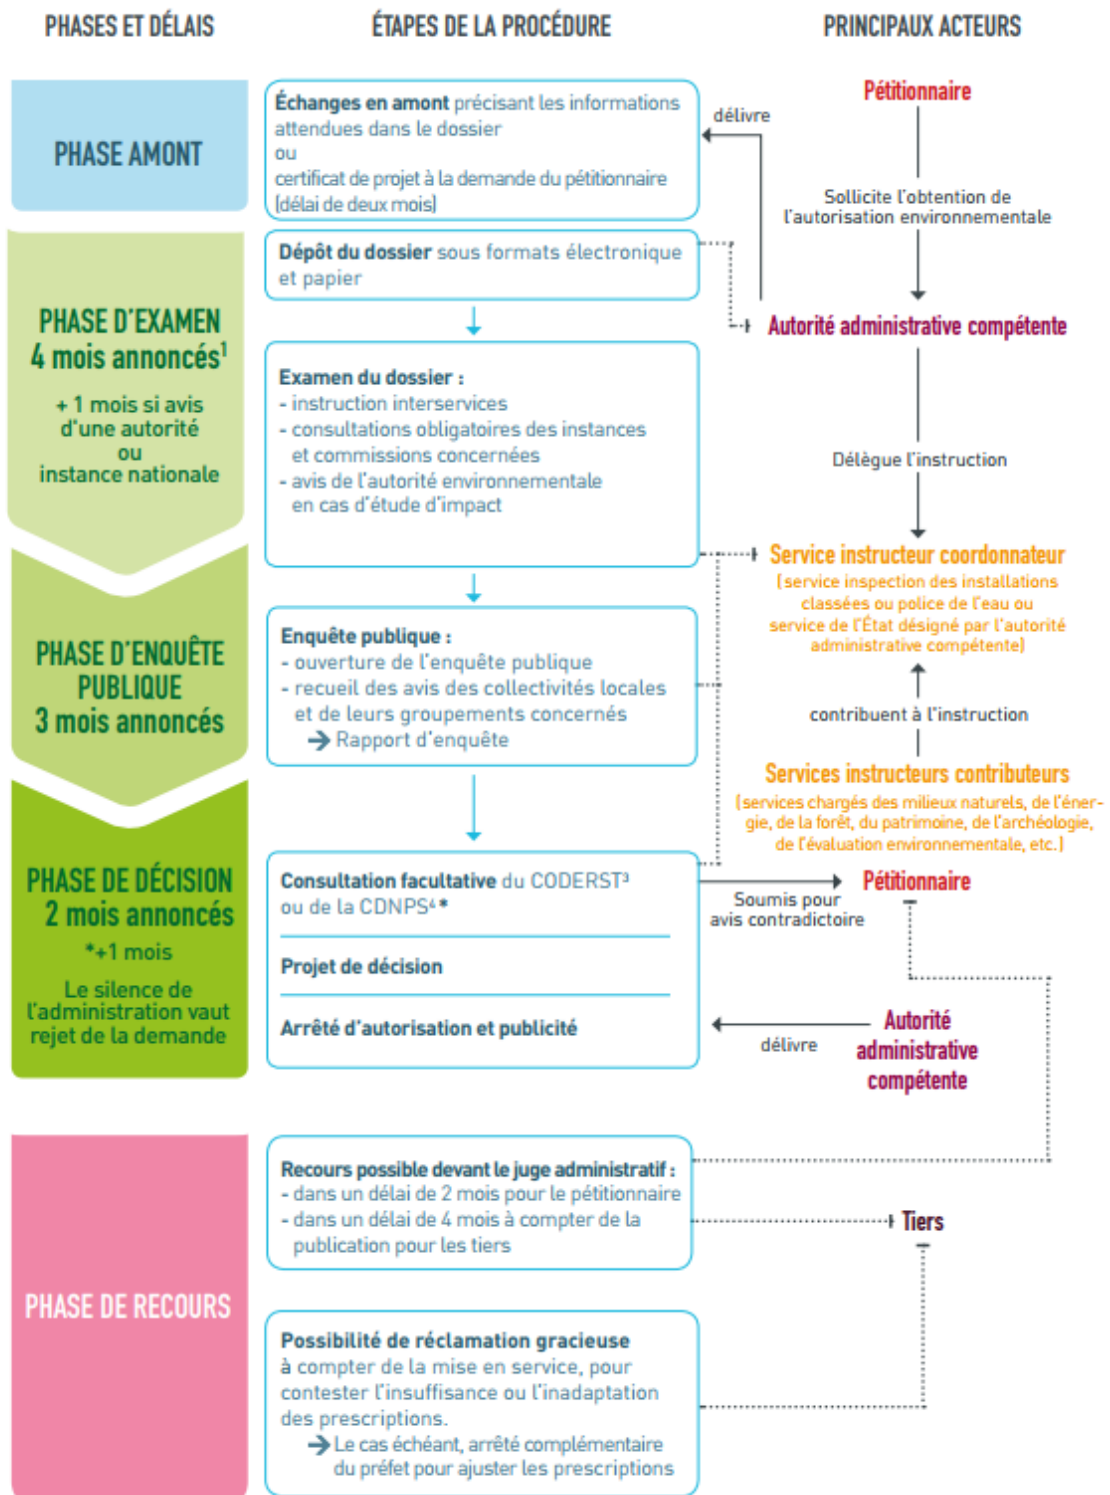 PHASES ET DÉLAIS
ÉTAPES DE LA PROCÉDURE
PRINCIPAUX ACTEURS
PHASE AMONT
Échanges en amont précisant les informations
attendues dans le dossier
ou
certificat de projet à la demande du pétitionnaire
(délai de deux mois)
délivre
Pétitionnaire
Sollicite l'obtention de
l'autorisation environnementale
PHASE D'EXAMEN
4 mois annoncés¹
+ 1 mois si avis
d'une autorité
ou
instance nationale
Dépôt du dossier sous formats électronique
et papier
Autorité administrative compétente
Examen du dossier :
- instruction interservices
- consultations obligatoires des instances
et commissions concernées
- avis de l'autorité environnementale
en cas d'étude d'impact
Délègue l'instruction
Service instructeur coordonnateur
(service inspection des installations
classées ou police de l'eau ou
service de l'État désigné par l'autorité
administrative compétente)
PHASE D'ENQUÊTE
PUBLIQUE
3 mois annoncés
Enquête publique :
- ouverture de l'enquête publique
- recueil des avis des collectivités locales
et de leurs groupements concernés
→ Rapport d'enquête
contribuent à l'instruction
Services instructeurs contributeurs
(services chargés des milieux naturels, de l'éner-
gie, de la forêt, du patrimoine, de l'archéologie,
de l'évaluation environnementale, etc.)
PHASE DE DÉCISION
2 mois annoncés
*+1 mois
Le silence de
l'administration vaut
rejet de la demande
Consultation facultative du CODERST³
ou de la CDNPS⁴*
Soumis pour
avis contradictoire
Pétitionnaire
Projet de décision
Arrêté d'autorisation et publicité
délivre
Autorité
administrative
compétente
PHASE DE RECOURS
Recours possible devant le juge administratif :
- dans un délai de 2 mois pour le pétitionnaire
- dans un délai de 4 mois à compter de la
publication pour les tiers
Tiers
Possibilité de réclamation gracieuse
à compter de la mise en service, pour
contester l'insuffisance ou l'inadaptation
des prescriptions.
→ Le cas échéant, arrêté complémentaire
du préfet pour ajuster les prescriptions